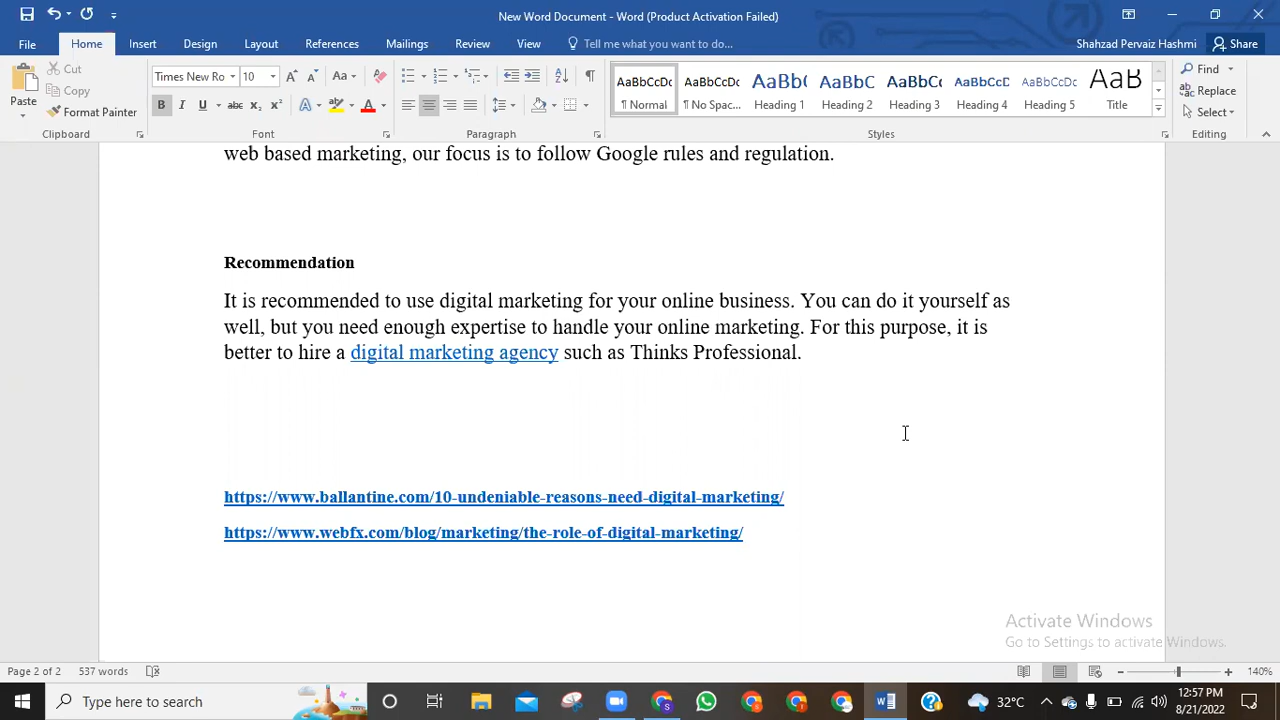 New Word Document - Word (Product Activation Failed)
File Home Insert Design Layout References Mailings Review View Tell me what you want to do... Shahzad Pervaiz Hashmi Share
Paste
Cut
Copy
Format Painter
Clipboard
Times New Ro 10
Font
Paragraph
AaBbCcDc AaBbCcDc AaBbC AaBbCcC AaBbCc AaBbCcD AaBbCcDc AaB
¶ Normal ¶ No Spac... Heading 1 Heading 2 Heading 3 Heading 4 Heading 5 Title
Styles
Find
Replace
Select
Editing
web based marketing, our focus is to follow Google rules and regulation.
Recommendation
It is recommended to use digital marketing for your online business. You can do it yourself as
well, but you need enough expertise to handle your online marketing. For this purpose, it is
better to hire a digital marketing agency such as Thinks Professional.
https://www.ballantine.com/10-undeniable-reasons-need-digital-marketing/
https://www.webfx.com/blog/marketing/the-role-of-digital-marketing/
Activate Windows
Go to Settings to activate Windows.
Page 2 of 2 537 words 140%
Type here to search
32°C
12:57 PM
8/21/2022